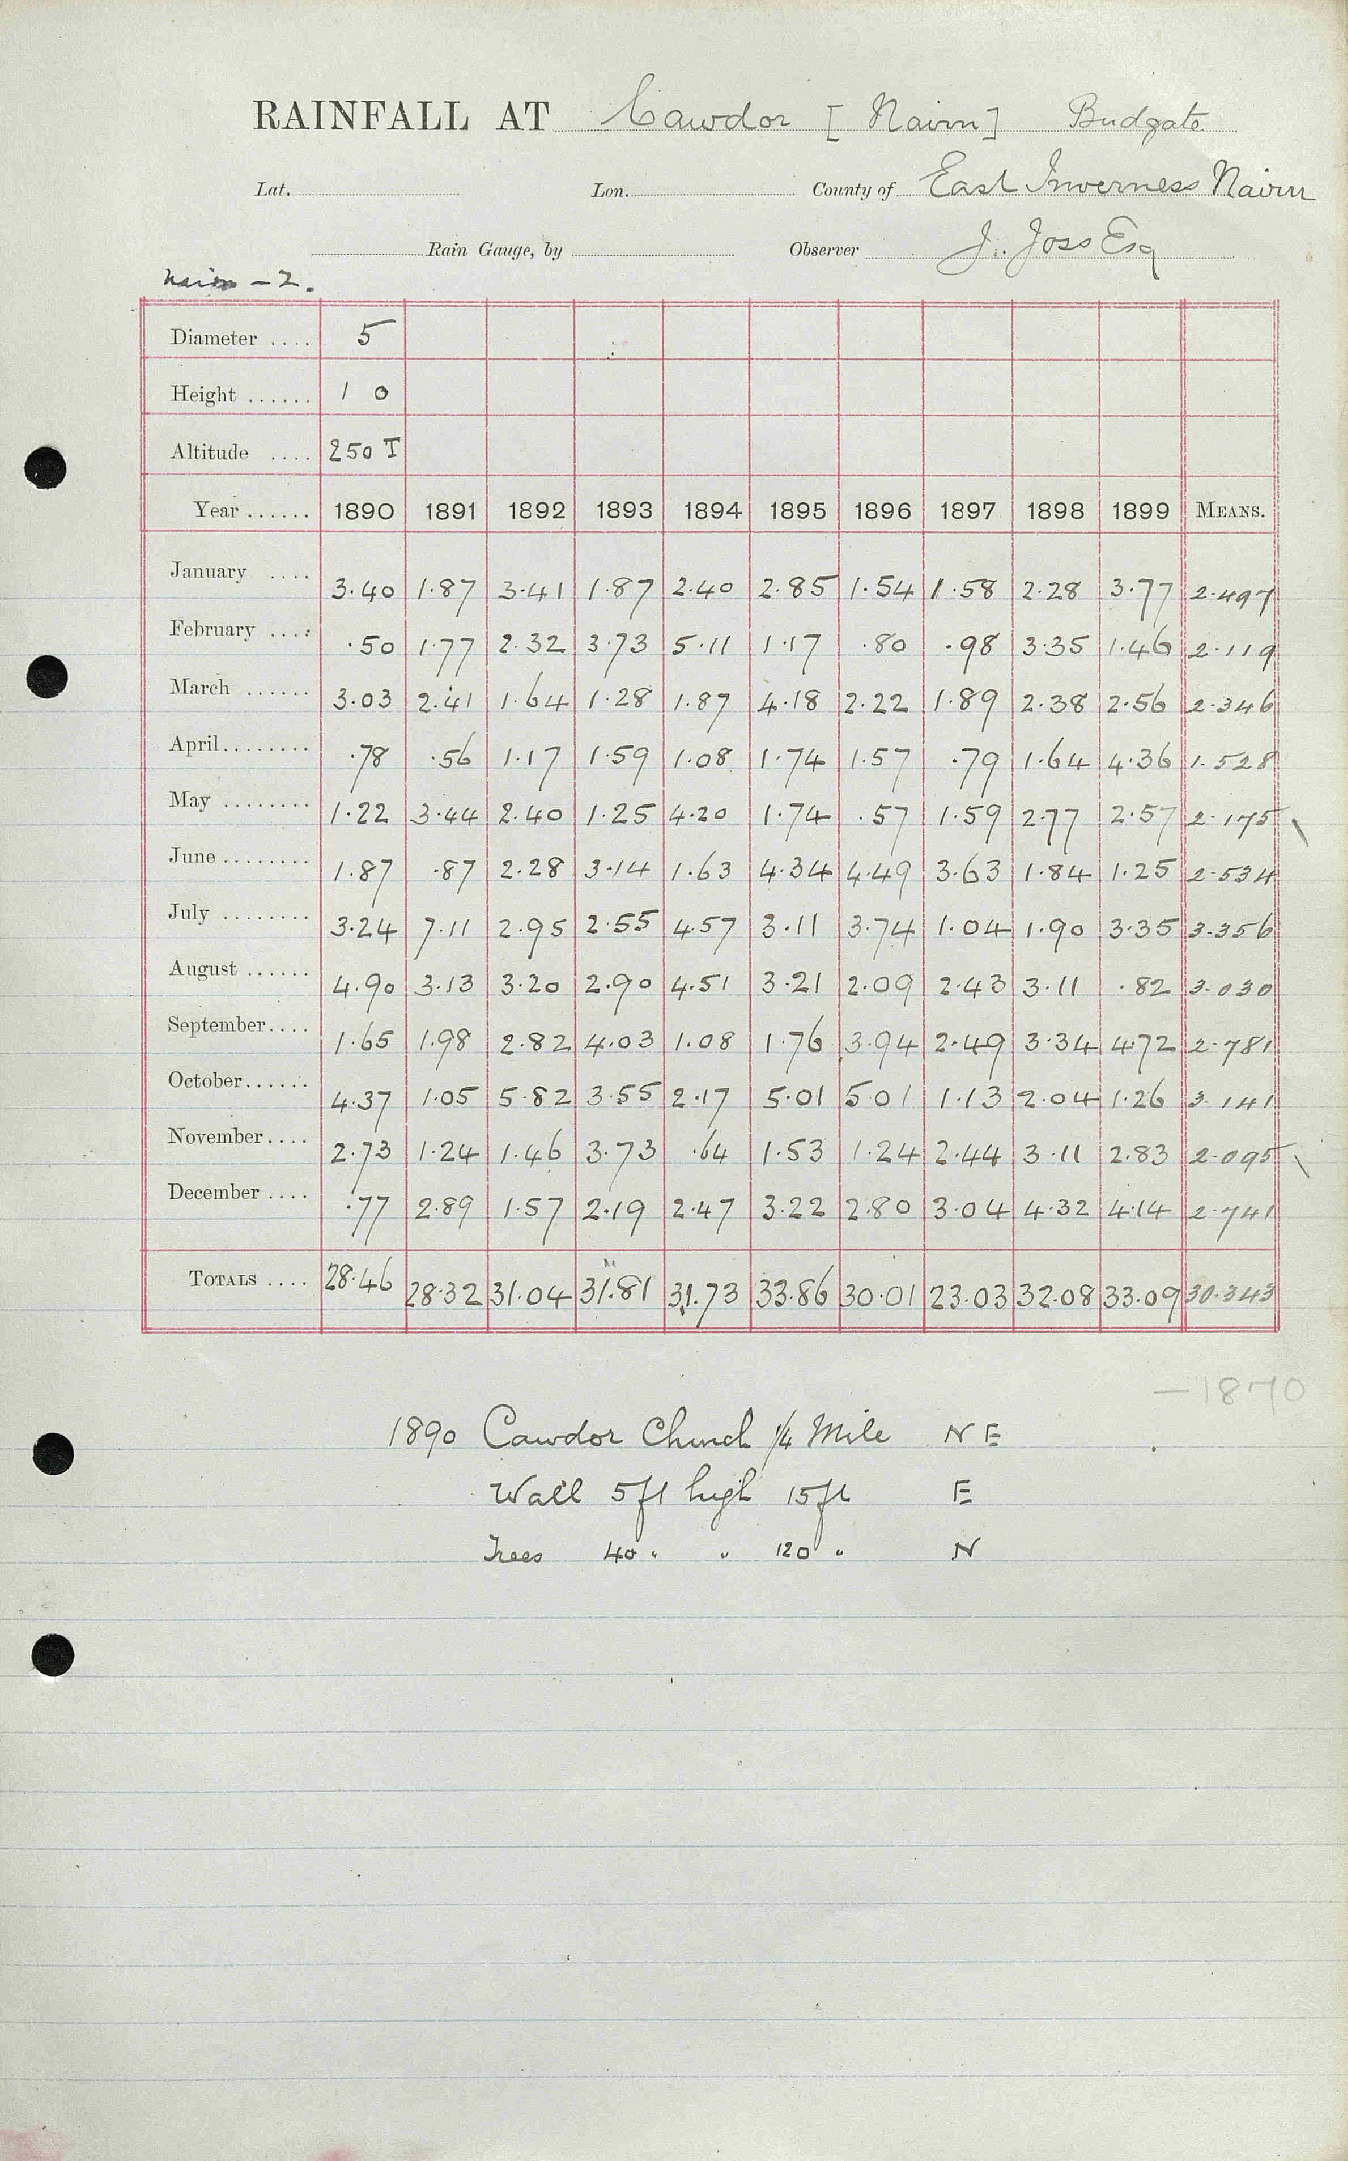 RAINFALL AT Cawdor [Nairn] Budgate
Lat. Lon. County of East Inverness Nairn
Rain Gauge, by Observer J. Joss Esq
Nairn - 2.
Diameter .... 5
Height ...... 1 0
Altitude .... 250 T
Year ...... 1890 1891 1892 1893 1894 1895 1896 1897 1898 1899 MEANS.
January .... 3.40 1.87 3.41 1.87 2.40 2.85 1.54 1.58 2.28 3.77 2.497
February .... .50 1.77 2.32 3.73 5.11 1.17 .80 .98 3.35 1.46 2.119
March ...... 3.03 2.41 1.64 1.28 1.87 4.18 2.22 1.89 2.38 2.56 2.346
April........ .78 .56 1.17 1.59 1.08 1.74 1.57 .79 1.64 4.36 1.528
May ........ 1.22 3.44 2.40 1.25 4.20 1.74 .57 1.59 2.77 2.57 2.175 \
June ........ 1.87 .87 2.28 3.14 1.63 4.34 4.49 3.63 1.84 1.25 2.534
July ........ 3.24 7.11 2.95 2.55 4.57 3.11 3.74 1.04 1.90 3.35 3.356
August ...... 4.90 3.13 3.20 2.90 4.51 3.21 2.09 2.43 3.11 .82 3.030
September.... 1.65 1.98 2.82 4.03 1.08 1.76 3.94 2.49 3.34 4.72 2.781
October...... 4.37 1.05 5.82 3.55 2.17 5.01 5.01 1.13 2.04 1.26 3.141
November.... 2.73 1.24 1.46 3.73 .64 1.53 1.24 2.44 3.11 2.83 2.095 \
December .... .77 2.89 1.57 2.19 2.47 3.22 2.80 3.04 4.32 4.14 2.741
TOTALS .... 28.46 28.32 31.04 31.81 31.73 33.86 30.01 23.03 32.08 33.09 30.343
-1870
1890 Cawdor Church 1/4 Mile N E
Wall 5ft high 15ft E
Trees 40 " " 120 " N